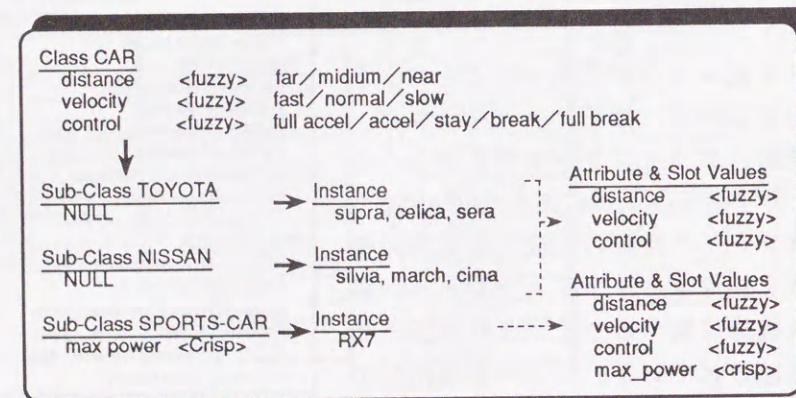 Class CAR
distance <fuzzy> far／midium／near
velocity <fuzzy> fast／normal／slow
control <fuzzy> full accel／accel／stay／break／full break
Sub-Class TOYOTA
NULL
Instance
supra, celica, sera
Sub-Class NISSAN
NULL
Instance
silvia, march, cima
Sub-Class SPORTS-CAR
max power <Crisp>
Instance
RX7
Attribute & Slot Values
distance <fuzzy>
velocity <fuzzy>
control <fuzzy>
Attribute & Slot Values
distance <fuzzy>
velocity <fuzzy>
control <fuzzy>
max_power <crisp>